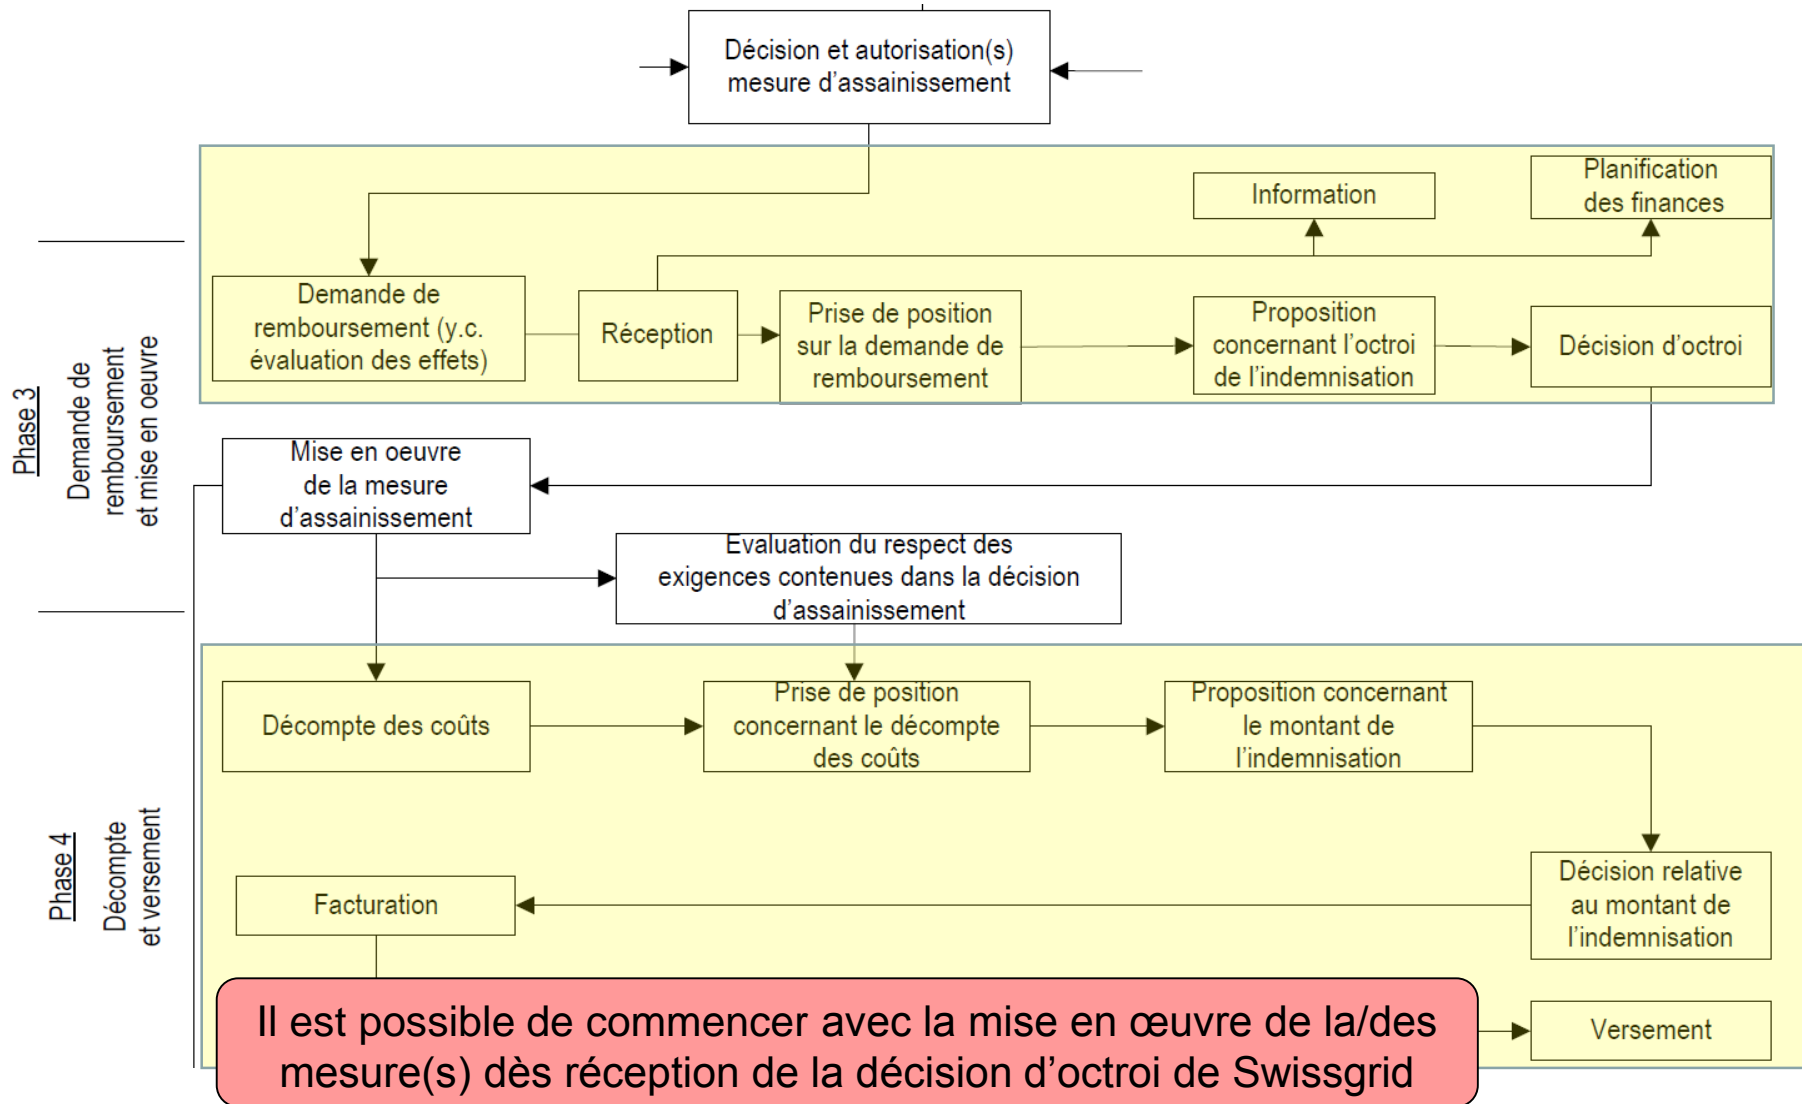 Décision et autorisation(s)
mesure d'assainissement
Information
Planification
des finances
Phase 3
Demande de
remboursement
et mise en oeuvre
Demande de
remboursement (y.c.
évaluation des effets)
Réception
Prise de position
sur la demande de
remboursement
Proposition
concernant l'octroi
de l'indemnisation
Décision d'octroi
Mise en oeuvre
de la mesure
d'assainissement
Evaluation du respect des
exigences contenues dans la décision
d'assainissement
Phase 4
Décompte
et versement
Décompte des coûts
Prise de position
concernant le décompte
des coûts
Proposition concernant
le montant de
l'indemnisation
Décision relative
au montant de
l'indemnisation
Facturation
Versement
Il est possible de commencer avec la mise en œuvre de la/des
mesure(s) dès réception de la décision d'octroi de Swissgrid